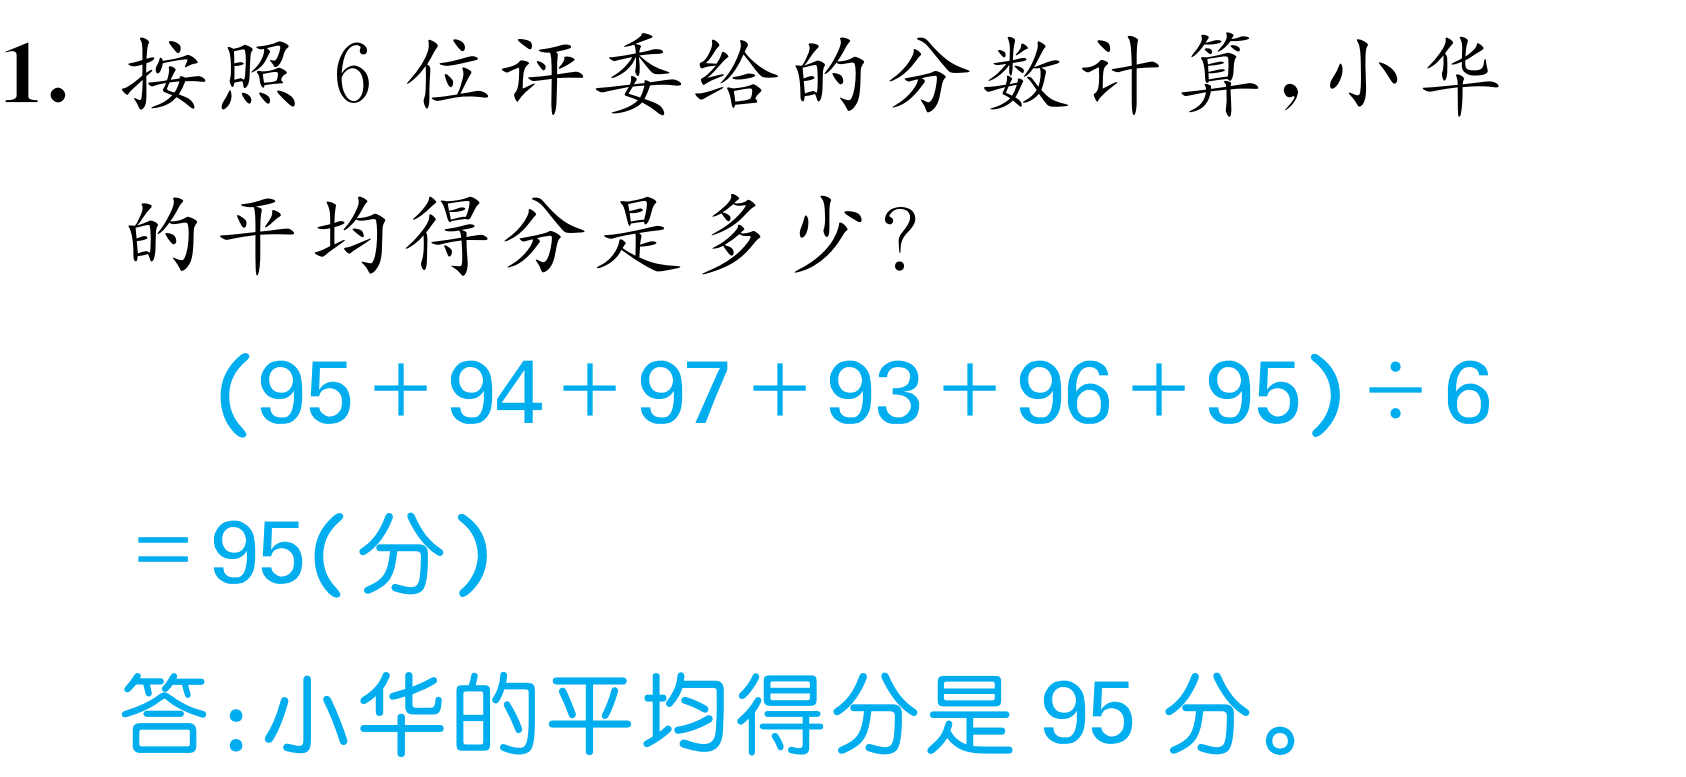 1. 按照 6 位评委给的分数计算,小华
的平均得分是多少?
(95+94+97+93+96+95)÷6
=95(分)
答:小华的平均得分是 95 分。